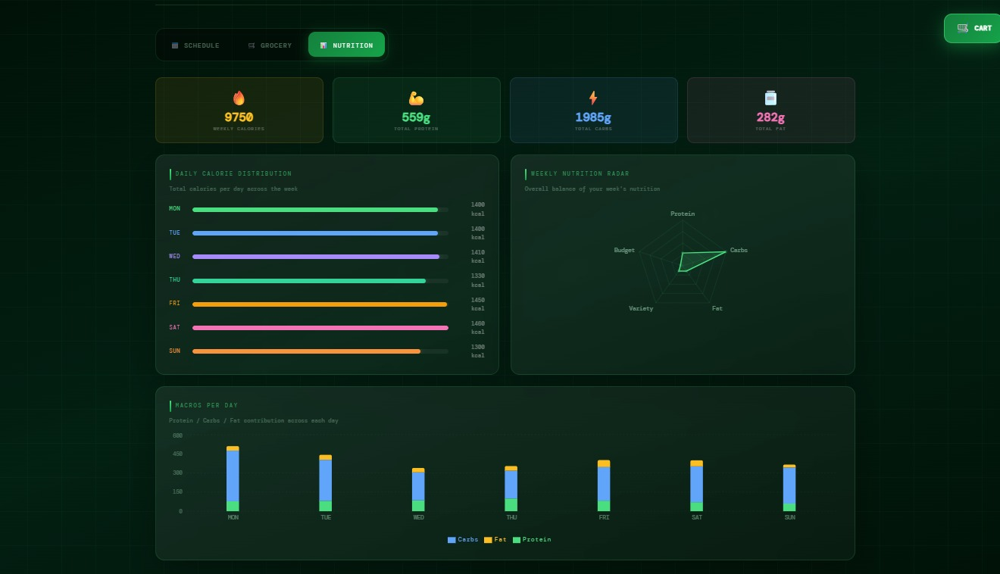 CART
SCHEDULE GROCERY NUTRITION
9750
WEEKLY CALORIES
559g
TOTAL PROTEIN
1985g
TOTAL CARBS
282g
TOTAL FAT
DAILY CALORIE DISTRIBUTION
Total calories per day across the week
MON 1400 kcal
TUE 1400 kcal
WED 1410 kcal
THU 1330 kcal
FRI 1450 kcal
SAT 1460 kcal
SUN 1300 kcal
WEEKLY NUTRITION RADAR
Overall balance of your week's nutrition
Protein
Budget Carbs
Variety Fat
MACROS PER DAY
Protein / Carbs / Fat contribution across each day
600
450
300
150
0
MON TUE WED THU FRI SAT SUN
Carbs Fat Protein